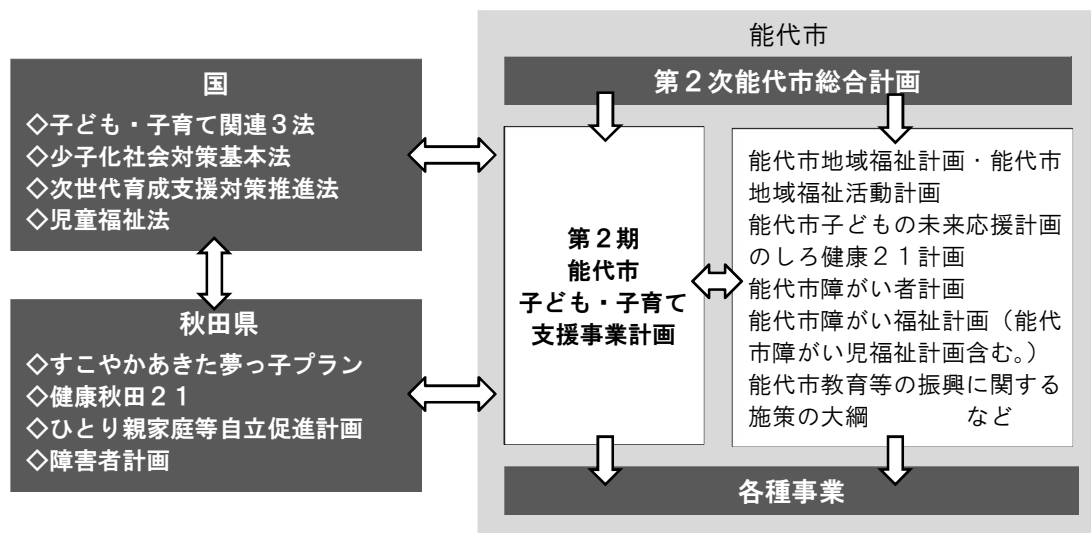 国
◇子ども・子育て関連３法
◇少子化社会対策基本法
◇次世代育成支援対策推進法
◇児童福祉法
秋田県
◇すこやかあきた夢っ子プラン
◇健康秋田２１
◇ひとり親家庭等自立促進計画
◇障害者計画
能代市
第２次能代市総合計画
第２期
能代市
子ども・子育て
支援事業計画
能代市地域福祉計画・能代市
地域福祉活動計画
能代市子どもの未来応援計画
のしろ健康２１計画
能代市障がい者計画
能代市障がい福祉計画（能代
市障がい児福祉計画含む。）
能代市教育等の振興に関する
施策の大綱　　　　など
各種事業